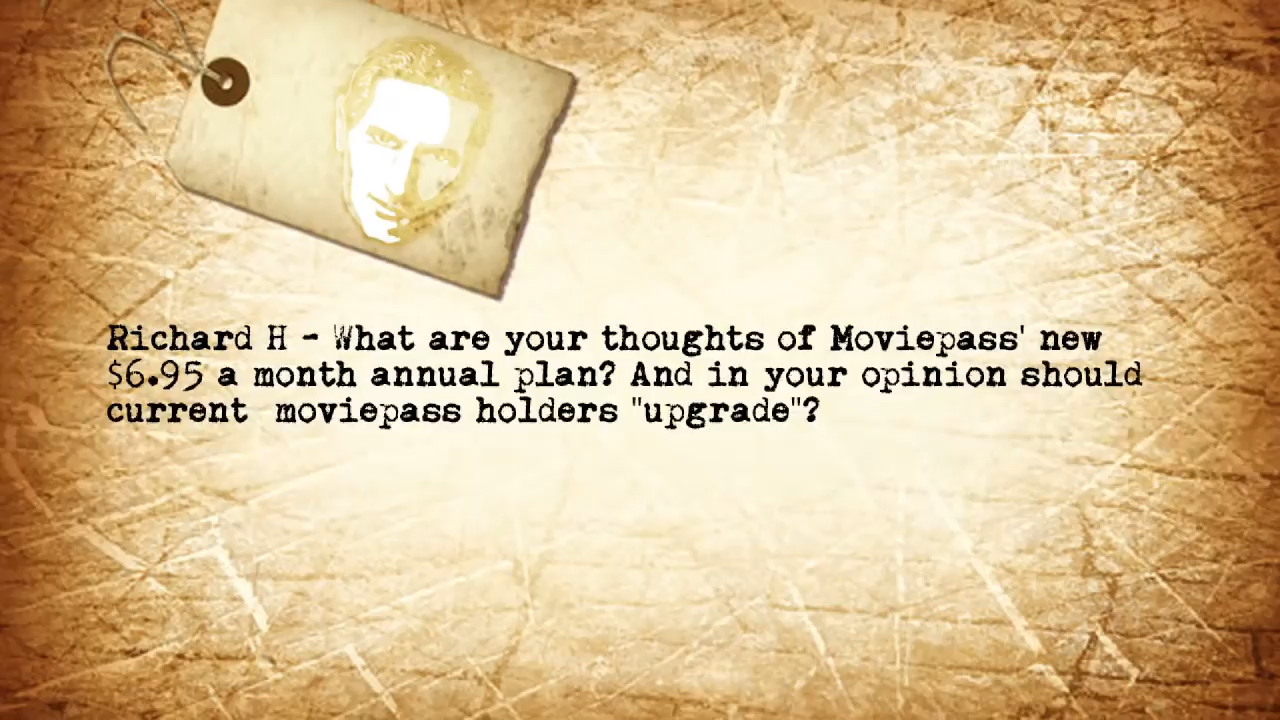 Richard H - What are your thoughts of Moviepass' new
$6.95 a month annual plan? And in your opinion should
current  moviepass holders "upgrade"?